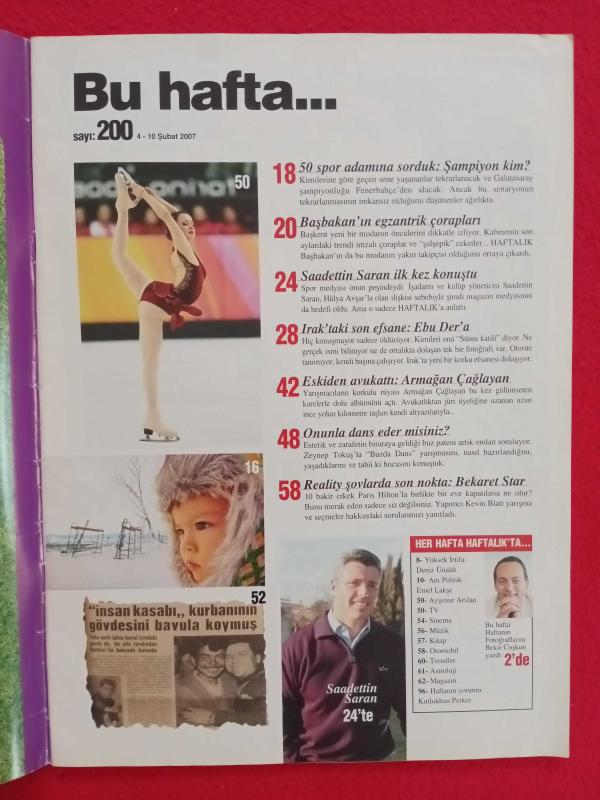 Bu hafta...
sayı: 200 4 - 10 Şubat 2007
50
18 50 spor adamına sorduk: Şampiyon kim?
Kimilerine göre geçen sene yaşananlar tekrarlanacak ve Galatasaray
şampiyonluğu Fenerbahçe'den alacak. Ancak bu senaryonun
tekrarlanmasının imkansız olduğunu düşünenler ağırlıkta.
20 Başbakan'ın egzantrik çorapları
Başkent yeni bir modanın öncülerini dikkatle izliyor. Kabinenin son
aylardaki trendi imzalı çoraplar ve "şalşepik" ceketler... HAFTALIK
Başbakan'ın da bu modanın yakın takipçisi olduğunu ortaya çıkardı.
24 Saadettin Saran ilk kez konuştu
Spor medyası onun peşindeydi. İşadamı ve kulüp yöneticisi Saadettin
Saran, Hülya Avşar'la olan ilişkisi sebebiyle şimdi magazin medyasının
da hedefi oldu. Ama o sadece HAFTALIK'a anlattı.
28 Irak'taki son efsane: Ebu Der'a
Hiç konuşmuyor sadece öldürüyor. Kimileri ona "Sünni katili" diyor. Ne
gerçek ismi biliniyor ne de ortalıkta dolaşan tek bir fotoğrafı var. Otorite
tanımıyor, kendi başına çalışıyor. Irak'ta yeni bir korku efsanesi dolaşıyor.
42 Eskiden avukattı: Armağan Çağlayan
Yarışmacıların korkulu rüyası Armağan Çağlayan bu kez gülümseten
karelerle dolu albümünü açtı. Avukatlıktan jüri üyeliğine uzanan uzun
ince yolun kilometre taşları kendi altyazılarıyla...
48 Onunla dans eder misiniz?
Estetik ve zarafetin biraraya geldiği buz pateni artık ondan soruluyor.
Zeynep Tokuş'la "Buzda Dans" yarışmasını, nasıl hazırlandığını,
yaşadıklarını ve tabii ki hocasını konuştuk.
58 Reality şovlarda son nokta: Bekaret Star
10 bakir erkek Paris Hilton'la birlikte bir eve kapatılırsa ne olur?
Bunu merak eden sadece siz değilsiniz. Yapımcı Kevin Blatt yarışma
ve seçmeler hakkındaki sorularımızı yanıtladı.
16
52
"insan kasabı,, kurbanının
gövdesini bavula koymuş
Saadettin
Saran
24'te
HER HAFTA HAFTALIK'TA...
8- Yüksek İrtifa:
Deniz Ünaldı
10- Arı Politik:
Emel Lakşe
50- Ayşenur Arslan
50- TV
54- Sinema
56- Müzik
57- Kitap
58- Otomobil
60- Trendler
61- Astroloji
62- Magazin
96- Haftanın yorumu:
Kutlukhan Perker
Bu hafta
Haftanın
Fotoğraflarını
Bekir Coşkun
yazdı 2'de